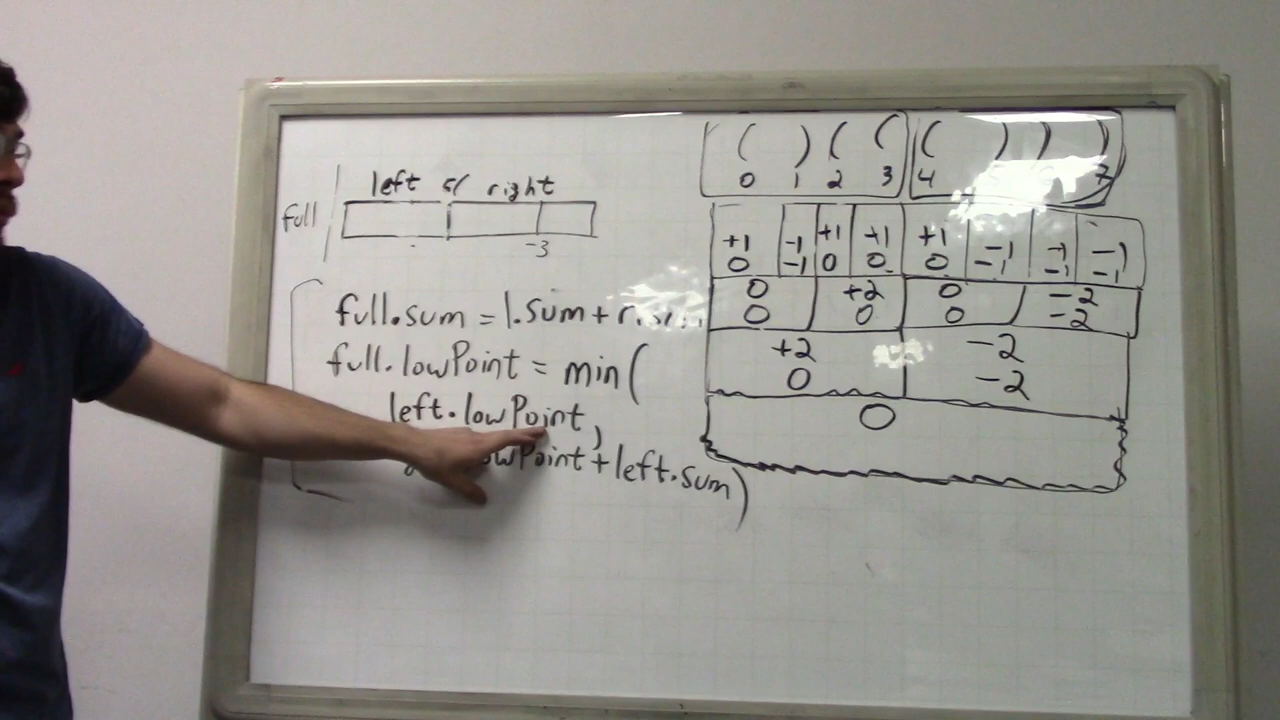 left | right
full
-3
full.sum = l.sum + r.
full.lowPoint = min(
left.lowPoint,
lowPoint + left.sum)
( ) ( ( ( ) ) )
0 1 2 3 4 7
+1 -1 +1 +1 +1 -1 -1 -1
0 -1 0 0 0 -1 -1 -1
0 +2 0 -2
0 0 0 -2
+2 -2
0 -2
0